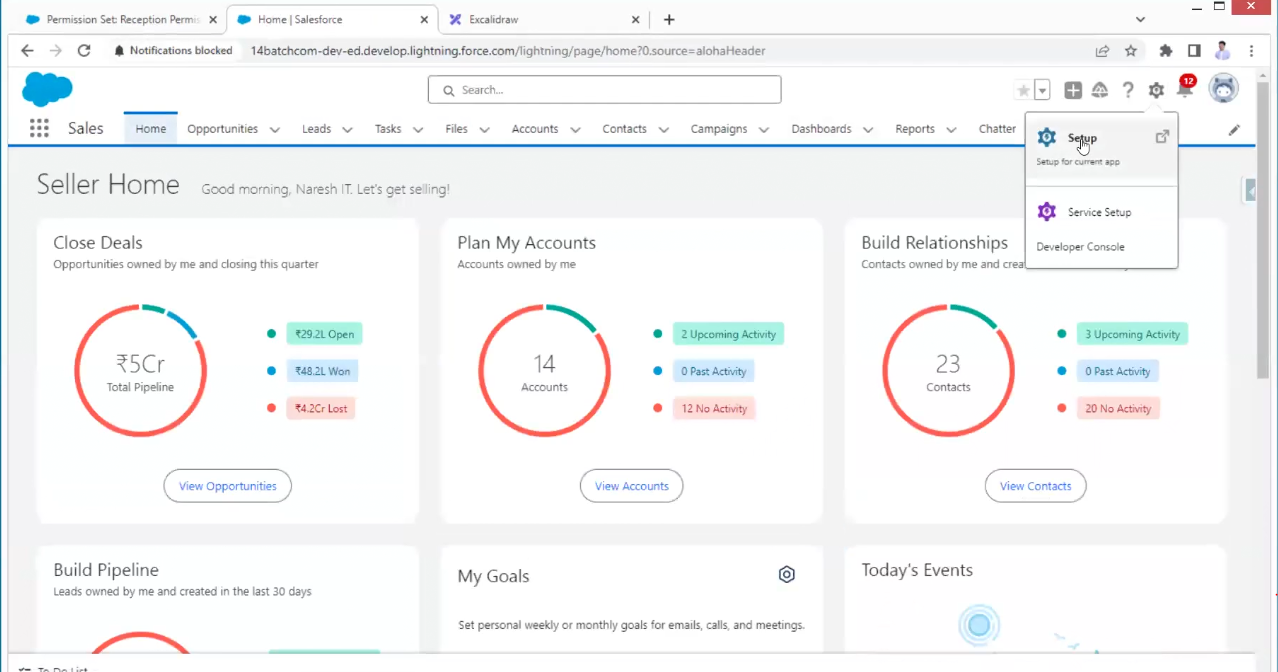 Permission Set: Reception Permi
Home | Salesforce
Excalidraw
Notifications blocked
14batchcom-dev-ed.develop.lightning.force.com/lightning/page/home?0.source=alohaHeader
Search...
12
Sales
Home
Opportunities
Leads
Tasks
Files
Accounts
Contacts
Campaigns
Dashboards
Reports
Chatter
Setup
Setup for current app
Service Setup
Developer Console
Seller Home
Good morning, Naresh IT. Let's get selling!
Close Deals
Opportunities owned by me and closing this quarter
₹5Cr
Total Pipeline
₹29.2L Open
₹48.2L Won
₹4.2Cr Lost
View Opportunities
Plan My Accounts
Accounts owned by me
14
Accounts
2 Upcoming Activity
0 Past Activity
12 No Activity
View Accounts
Build Relationships
Contacts owned by me and
23
Contacts
3 Upcoming Activity
0 Past Activity
20 No Activity
View Contacts
Build Pipeline
Leads owned by me and created in the last 30 days
My Goals
Set personal weekly or monthly goals for emails, calls, and meetings.
Today's Events
To Do List